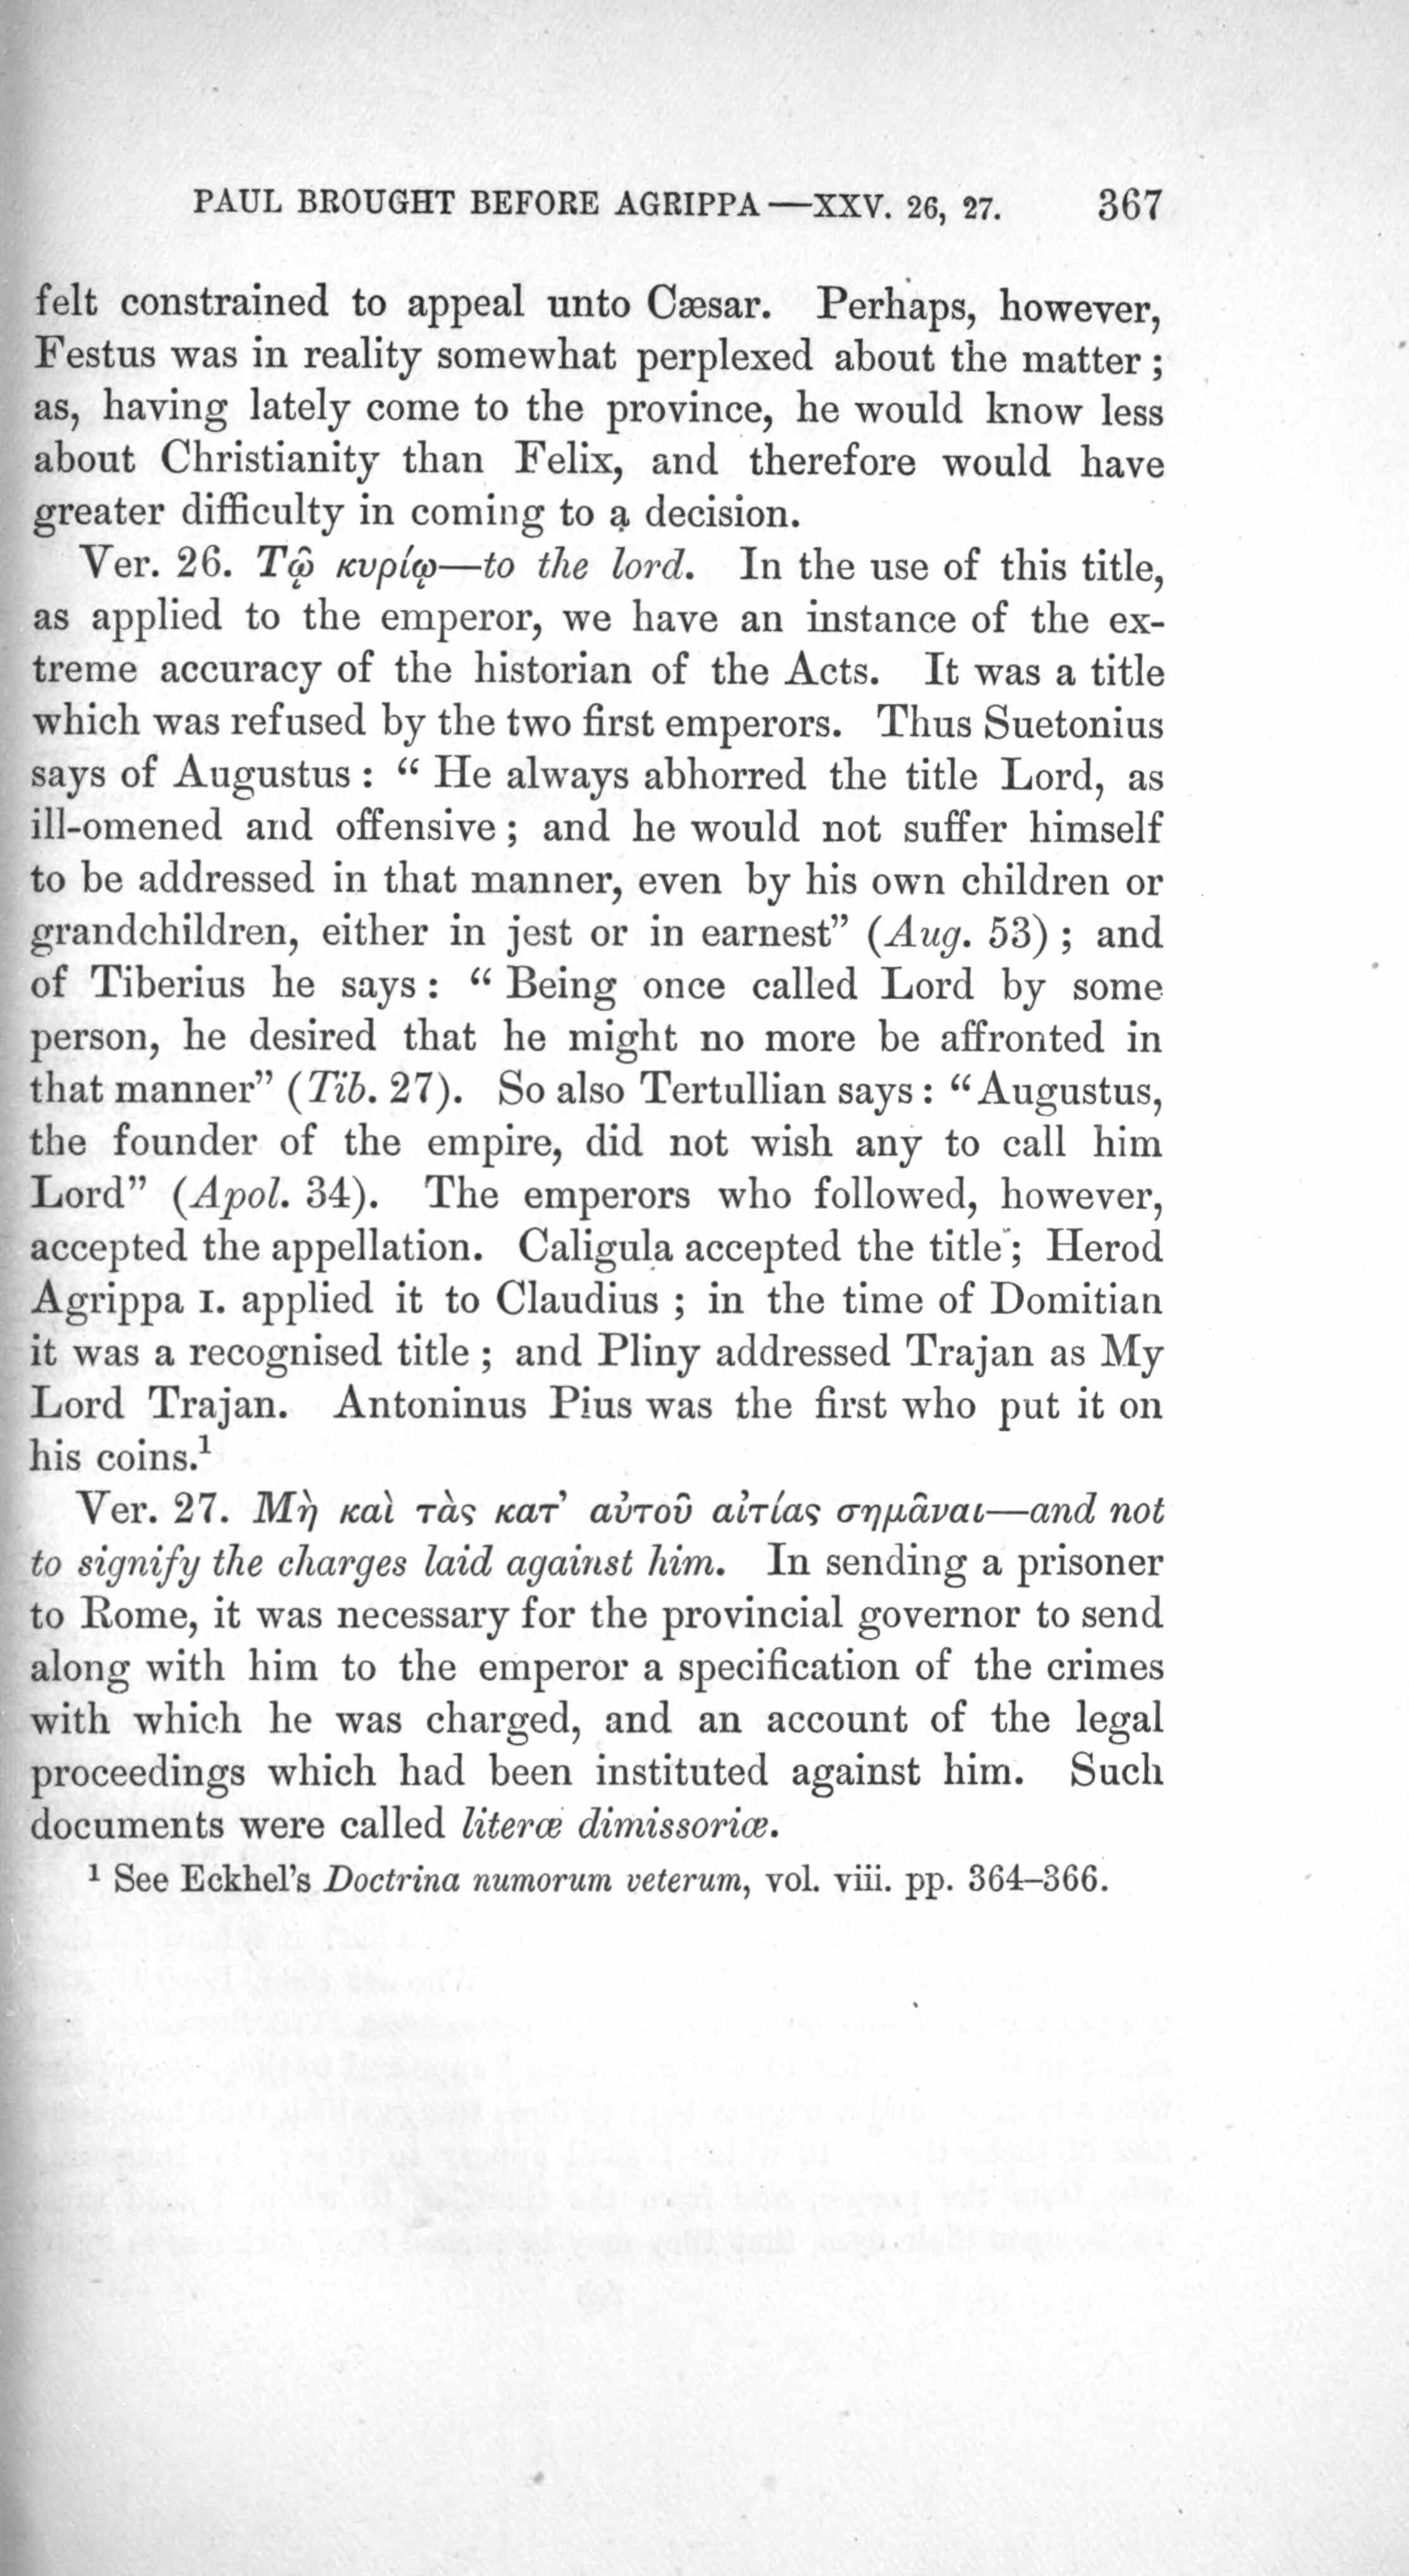 PAUL BROUGHT BEFORE AGRIPPA—XXV. 26, 27. 367
felt constrained to appeal unto Cæsar. Perhaps, however,
Festus was in reality somewhat perplexed about the matter;
as, having lately come to the province, he would know less
about Christianity than Felix, and therefore would have
greater difficulty in coming to a decision.
Ver. 26. Τῷ κυρίῳ—to the lord. In the use of this title,
as applied to the emperor, we have an instance of the ex-
treme accuracy of the historian of the Acts. It was a title
which was refused by the two first emperors. Thus Suetonius
says of Augustus: “ He always abhorred the title Lord, as
ill-omened and offensive; and he would not suffer himself
to be addressed in that manner, even by his own children or
grandchildren, either in jest or in earnest” (Aug. 53); and
of Tiberius he says: “ Being once called Lord by some
person, he desired that he might no more be affronted in
that manner” (Tib. 27). So also Tertullian says: “Augustus,
the founder of the empire, did not wish any to call him
Lord” (Apol. 34). The emperors who followed, however,
accepted the appellation. Caligula accepted the title; Herod
Agrippa I. applied it to Claudius; in the time of Domitian
it was a recognised title; and Pliny addressed Trajan as My
Lord Trajan. Antoninus Pius was the first who put it on
his coins.¹
Ver. 27. Μὴ καὶ τὰς κατ’ αὐτοῦ αἰτίας σημᾶναι—and not
to signify the charges laid against him. In sending a prisoner
to Rome, it was necessary for the provincial governor to send
along with him to the emperor a specification of the crimes
with which he was charged, and an account of the legal
proceedings which had been instituted against him. Such
documents were called literæ dimissoriæ.
¹ See Eckhel’s Doctrina numorum veterum, vol. viii. pp. 364–366.